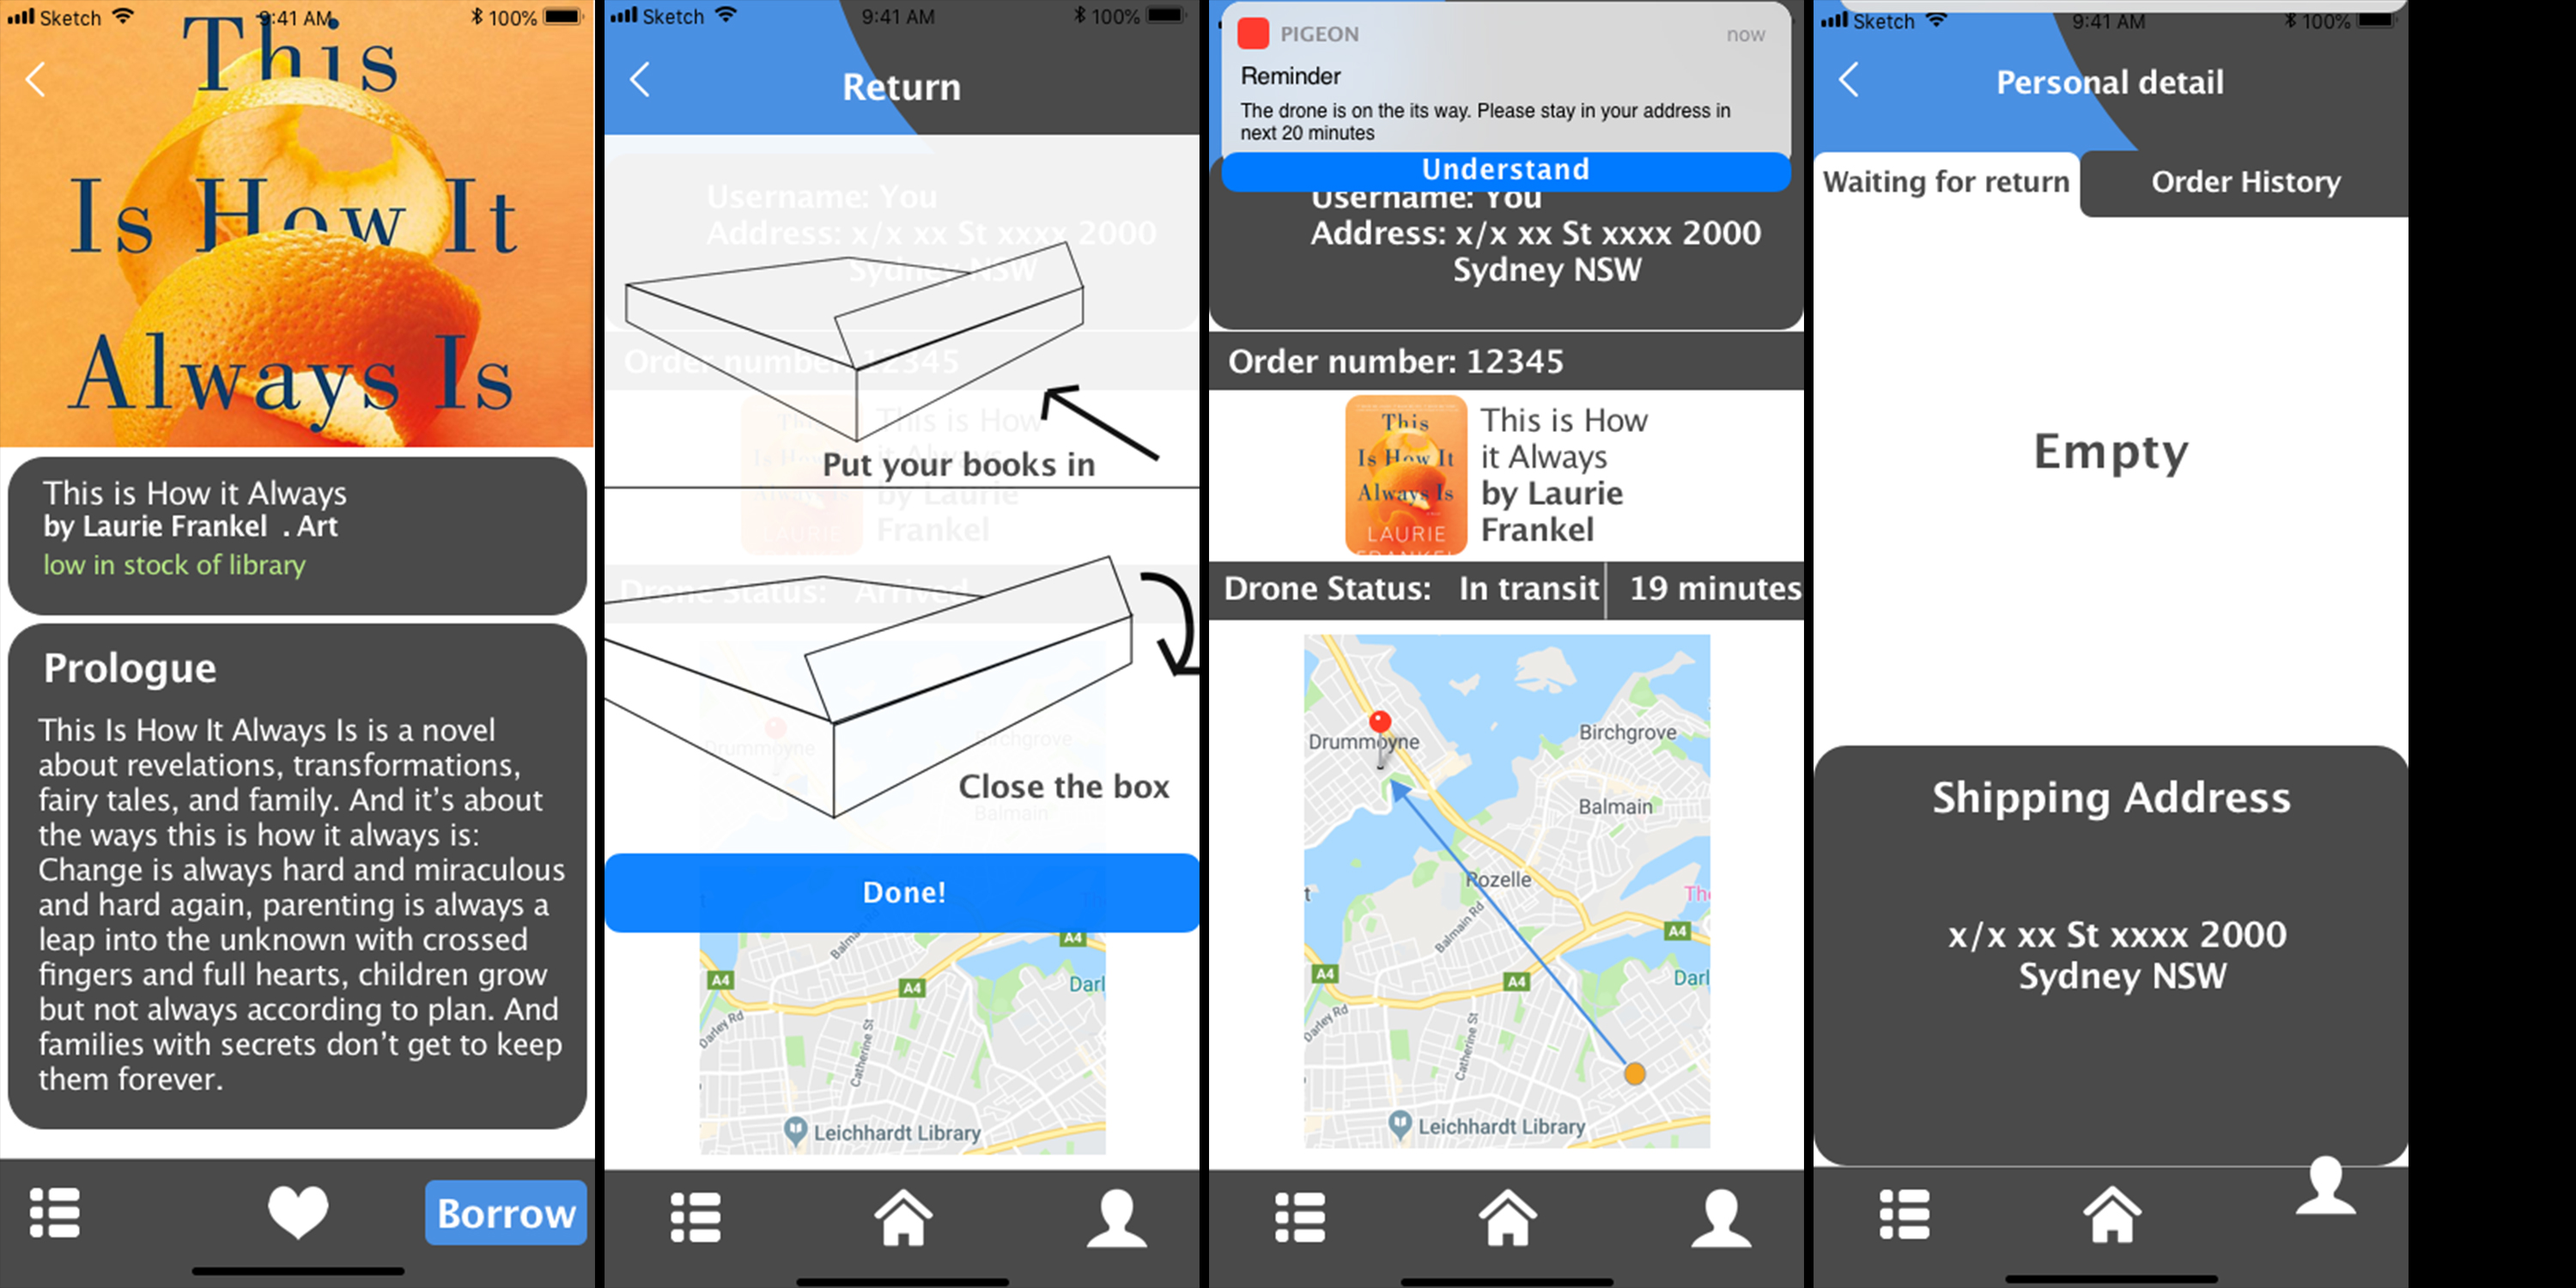 Sketch 9:41 AM 100%
This
Is How It
Always Is
This is How it Always
by Laurie Frankel . Art
low in stock of library
Prologue
This Is How It Always Is is a novel
about revelations, transformations,
fairy tales, and family. And it's about
the ways this is how it always is:
Change is always hard and miraculous
and hard again, parenting is always a
leap into the unknown with crossed
fingers and full hearts, children grow
but not always according to plan. And
families with secrets don't get to keep
them forever.
Borrow
Sketch 9:41 AM 100%
Return
Username: You
Address: x/x xx St xxxx 2000
Sydney NSW
Order number: 12345
This
Is How It
Always Is
LAURIE
This is How
it Always
by Laurie
Frankel
Put your books in
Drone Status: Arrived
Drummoyne
Birchgrove
Close the box
Balmain
Done!
Balmain Rd
A4
A4
A4
Darl
Darley Rd
Catherine St
Leichhardt Library
PIGEON now
Reminder
The drone is on the its way. Please stay in your address in
next 20 minutes
Understand
Username: You
Address: x/x xx St xxxx 2000
Sydney NSW
Order number: 12345
This
Is How It
Always Is
LAURIE
FRANKEL
This is How
it Always
by Laurie
Frankel
Drone Status: In transit 19 minutes
Birchgrove
Drummoyne
Balmain
Rozelle
t
The
Balmain Rd
A4
A4
A4
Darl
Darley Rd
Catherine St
Leichhardt Library
Sketch 9:41 AM 100%
Personal detail
Waiting for return Order History
Empty
Shipping Address
x/x xx St xxxx 2000
Sydney NSW